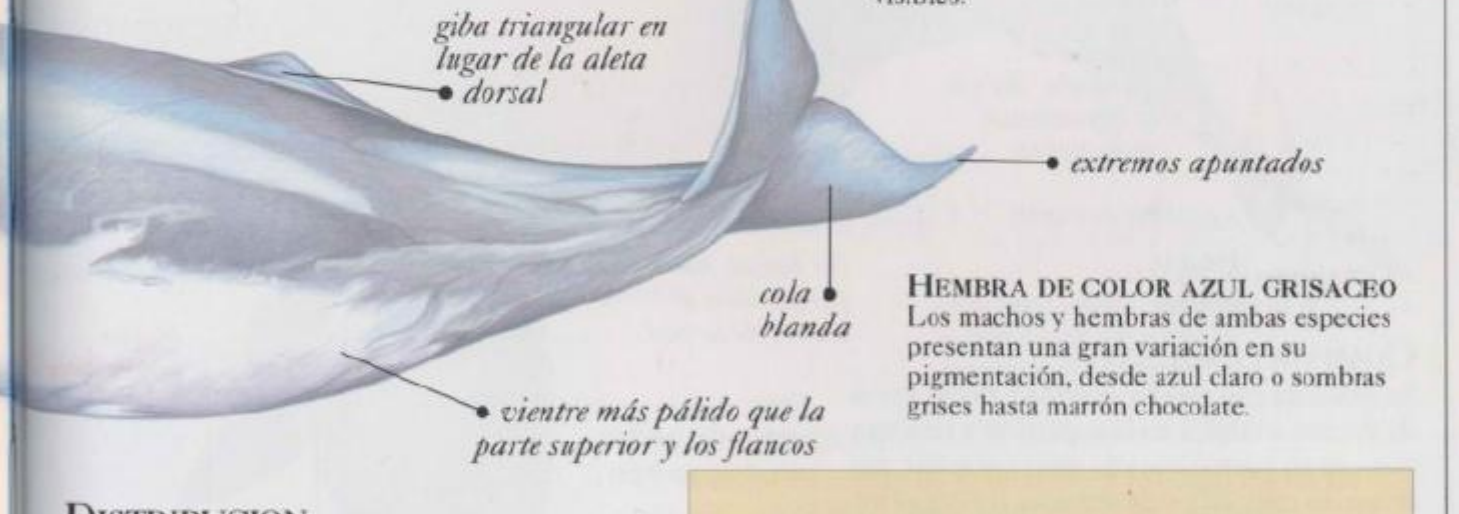 visibles.
giba triangular en
lugar de la aleta
dorsal
extremos apuntados
cola
blanda
HEMBRA DE COLOR AZUL GRISACEO
Los machos y hembras de ambas especies
presentan una gran variación en su
pigmentación, desde azul claro o sombras
grises hasta marrón chocolate.
vientre más pálido que la
parte superior y los flancos
DISTRIBUCION